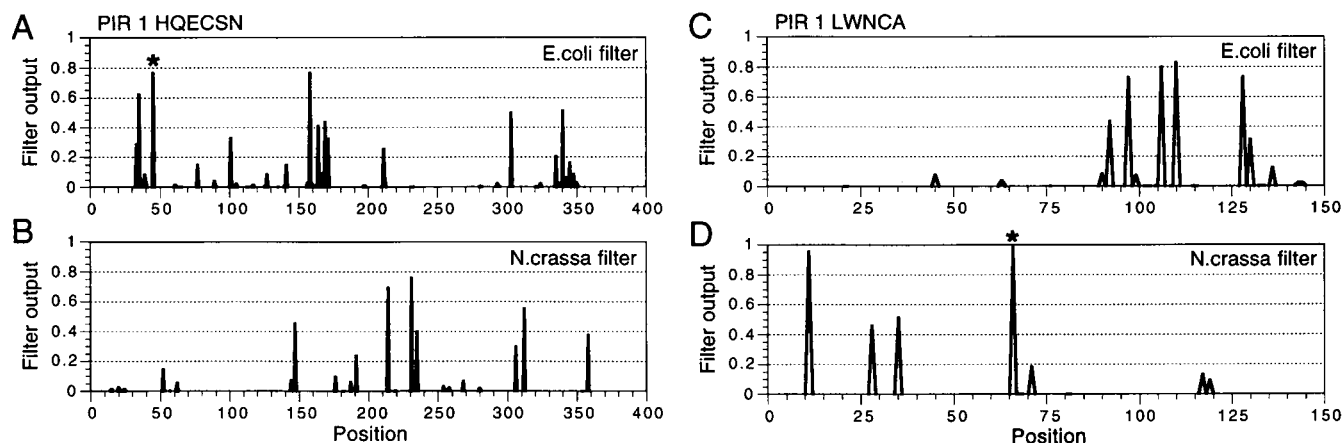 A
PIR 1 HQECSN
E.coli filter
Filter output
1
0.8
0.6
0.4
0.2
0
*
0 50 100 150 200 250 300 350 400
B
N.crassa filter
Filter output
1
0.8
0.6
0.4
0.2
0
0 50 100 150 200 250 300 350 400
Position
C
PIR 1 LWNCA
E.coli filter
Filter output
1
0.8
0.6
0.4
0.2
0
0 25 50 75 100 125 150
D
*
N.crassa filter
Filter output
1
0.8
0.6
0.4
0.2
0
0 25 50 75 100 125 150
Position